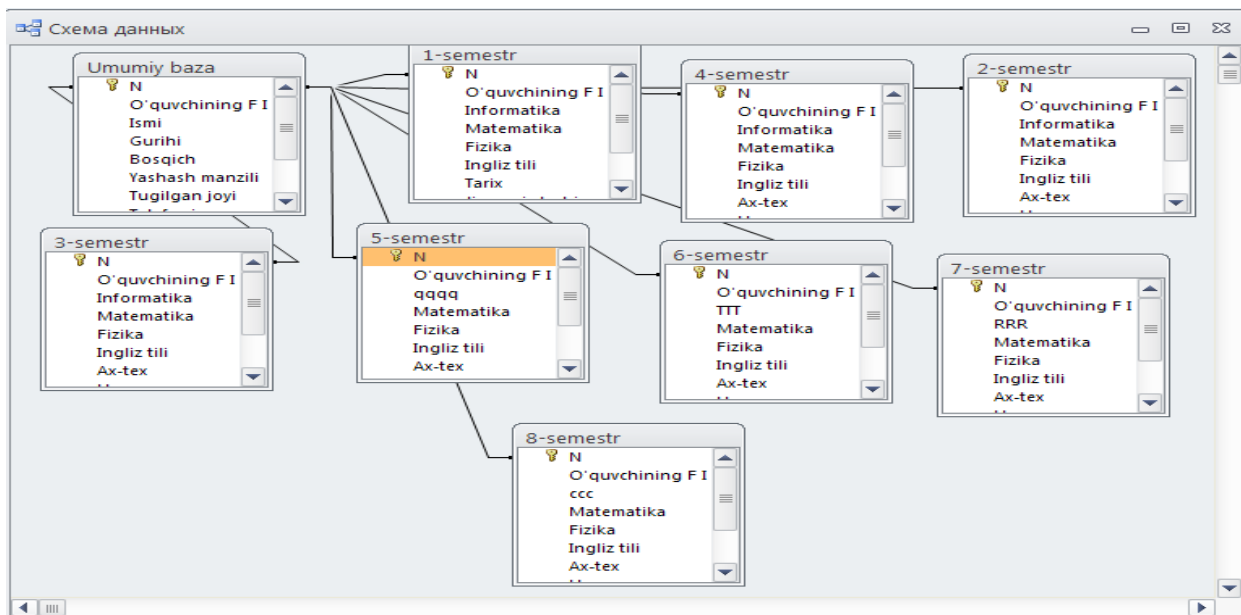 Схема данных
Umumiy baza
N
O'quvchining F I
Ismi
Gurihi
Bosqich
Yashash manzili
Tugilgan joyi
1-semestr
N
O'quvchining F I
Informatika
Matematika
Fizika
Ingliz tili
Tarix
4-semestr
N
O'quvchining F I
Informatika
Matematika
Fizika
Ingliz tili
Ax-tex
2-semestr
N
O'quvchining F I
Informatika
Matematika
Fizika
Ingliz tili
Ax-tex
3-semestr
N
O'quvchining F I
Informatika
Matematika
Fizika
Ingliz tili
Ax-tex
5-semestr
N
O'quvchining F I
qqqq
Matematika
Fizika
Ingliz tili
Ax-tex
6-semestr
N
O'quvchining F I
TTT
Matematika
Fizika
Ingliz tili
Ax-tex
7-semestr
N
O'quvchining F I
RRR
Matematika
Fizika
Ingliz tili
Ax-tex
8-semestr
N
O'quvchining F I
ccc
Matematika
Fizika
Ingliz tili
Ax-tex